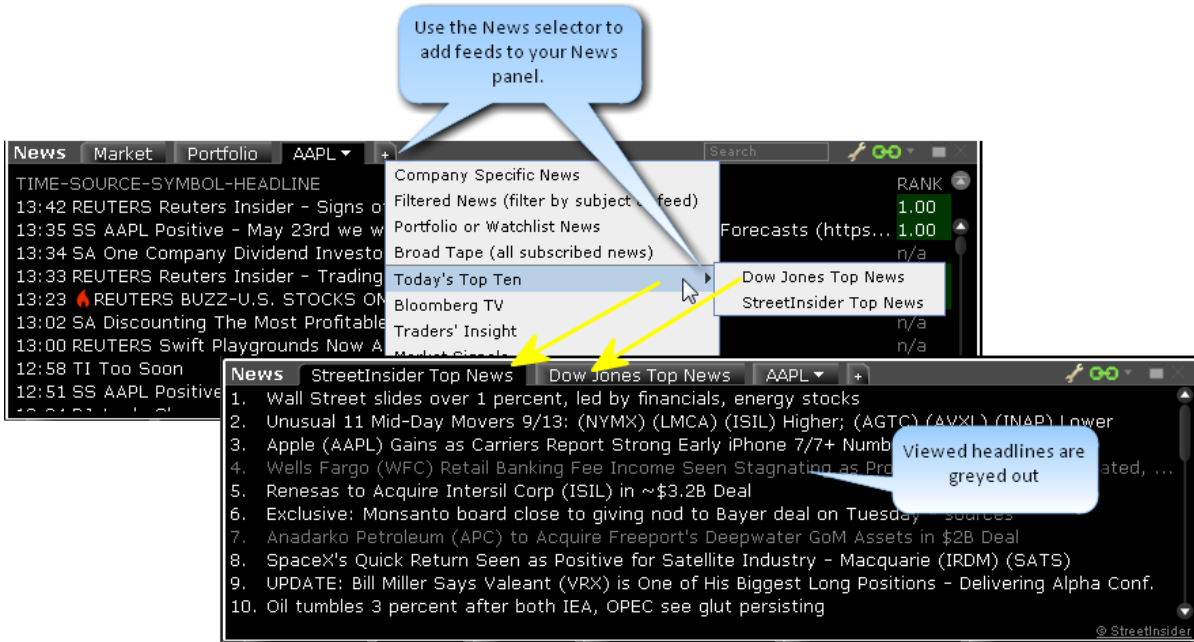 Use the News selector to
add feeds to your News
panel.
News Market Portfolio AAPL + Search
TIME-SOURCE-SYMBOL-HEADLINE RANK
13:42 REUTERS Reuters Insider - Signs 1.00
13:35 SS AAPL Positive - May 23rd we Forecasts (https... 1.00
13:34 SA One Company Dividend Investo n/a
13:33 REUTERS Reuters Insider - Trading
13:23 REUTERS BUZZ-U.S. STOCKS ON
13:02 SA Discounting The Most Profitable n/a
13:00 REUTERS Swift Playgrounds Now A n/a
12:58 TI Too Soon
12:51 SS AAPL Positive
Company Specific News
Filtered News (filter by subject feed)
Portfolio or Watchlist News
Broad Tape (all subscribed news)
Today's Top Ten
Bloomberg TV
Traders' Insight
Dow Jones Top News
StreetInsider Top News
News StreetInsider Top News Dow Jones Top News AAPL +
1. Wall Street slides over 1 percent, led by financials, energy stocks
2. Unusual 11 Mid-Day Movers 9/13: (NYMX) (LMCA) (ISIL) Higher; (AGTC) (AVXL) (INAP) Lower
3. Apple (AAPL) Gains as Carriers Report Strong Early iPhone 7/7+ Numb
4. Wells Fargo (WFC) Retail Banking Fee Income Seen Stagnating as Pro ated, ...
5. Renesas to Acquire Intersil Corp (ISIL) in ~$3.2B Deal
6. Exclusive: Monsanto board close to giving nod to Bayer deal on Tuesday - sources
7. Anadarko Petroleum (APC) to Acquire Freeport's Deepwater GoM Assets in $2B Deal
8. SpaceX's Quick Return Seen as Positive for Satellite Industry - Macquarie (IRDM) (SATS)
9. UPDATE: Bill Miller Says Valeant (VRX) is One of His Biggest Long Positions - Delivering Alpha Conf.
10. Oil tumbles 3 percent after both IEA, OPEC see glut persisting
© StreetInsider
Viewed headlines are
greyed out